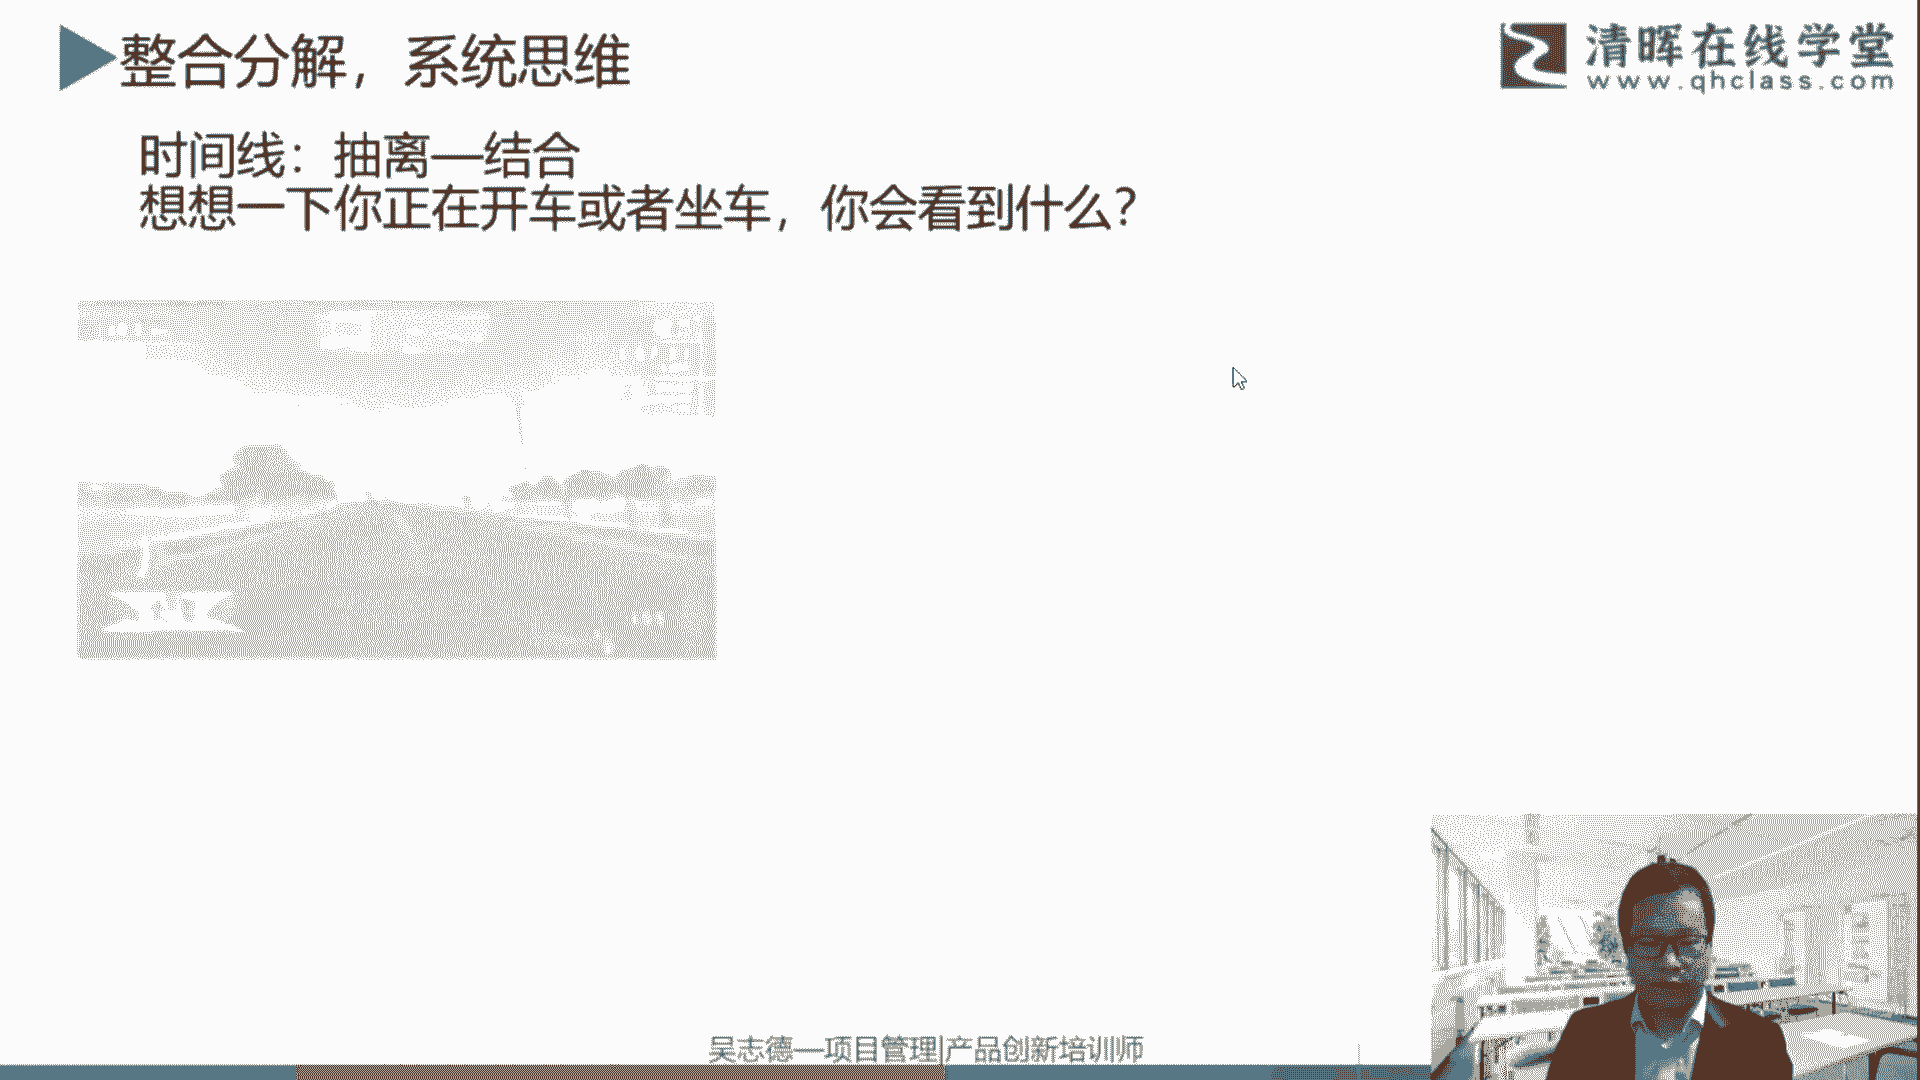 整合分解，系统思维
清晖在线学堂
www.qhclass.com
时间线：抽离—结合
想想一下你正在开车或者坐车，你会看到什么？
吴志德—项目管理|产品创新培训师